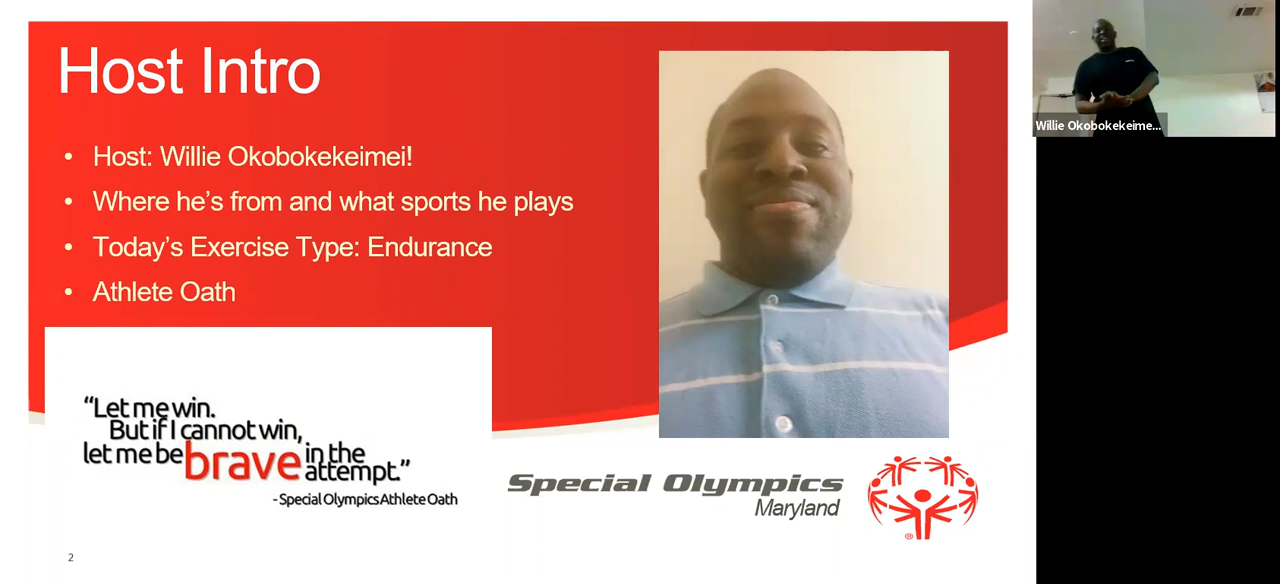 Host Intro
• Host: Willie Okobokekeimei!
• Where he’s from and what sports he plays
• Today’s Exercise Type: Endurance
• Athlete Oath
“Let me win.
But if I cannot win,
let me be brave in the attempt.”
- Special Olympics Athlete Oath
Special Olympics
Maryland
®
2
Willie Okobokekeime...